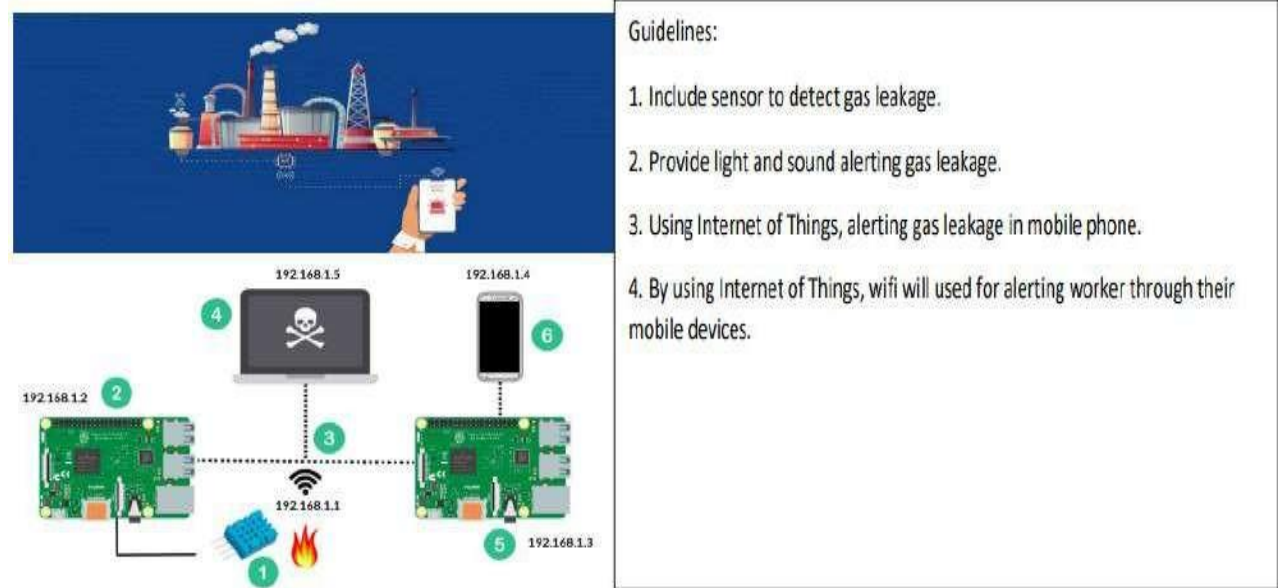 192.168.1.5
192.168.1.4
4
6
192.168.1.2
2
3
192.168.1.1
1
5
192.168.1.3
Guidelines:
1. Include sensor to detect gas leakage.
2. Provide light and sound alerting gas leakage.
3. Using Internet of Things, alerting gas leakage in mobile phone.
4. By using Internet of Things, wifi will used for alerting worker through their
mobile devices.